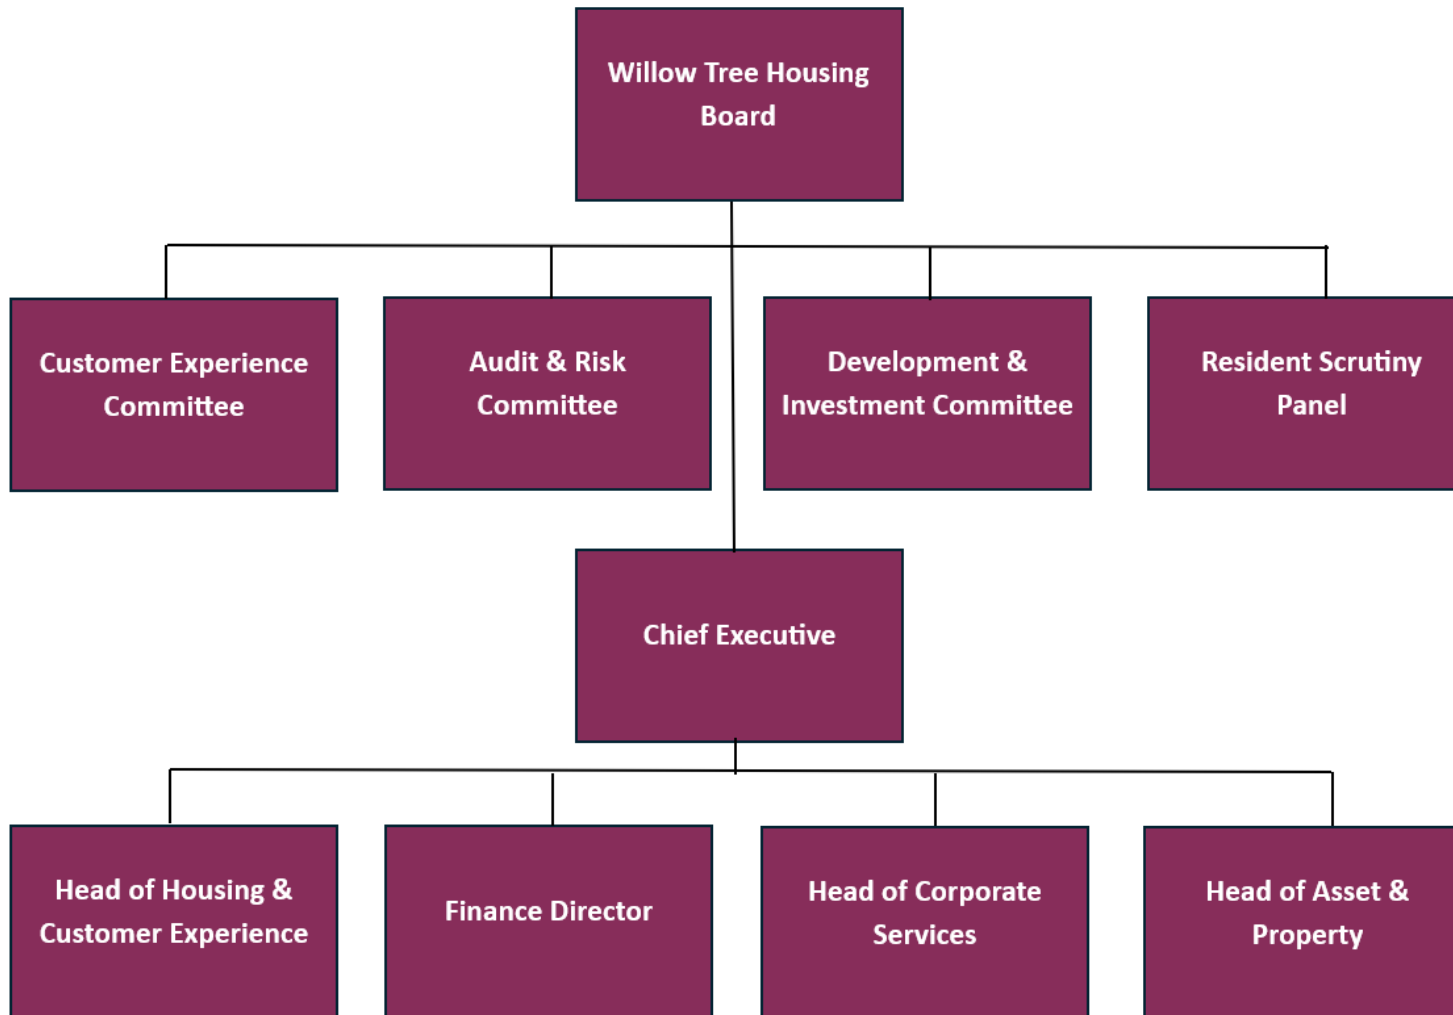 Willow Tree Housing
Board
Customer Experience
Committee
Audit & Risk
Committee
Development &
Investment Committee
Resident Scrutiny
Panel
Chief Executive
Head of Housing &
Customer Experience
Finance Director
Head of Corporate
Services
Head of Asset &
Property